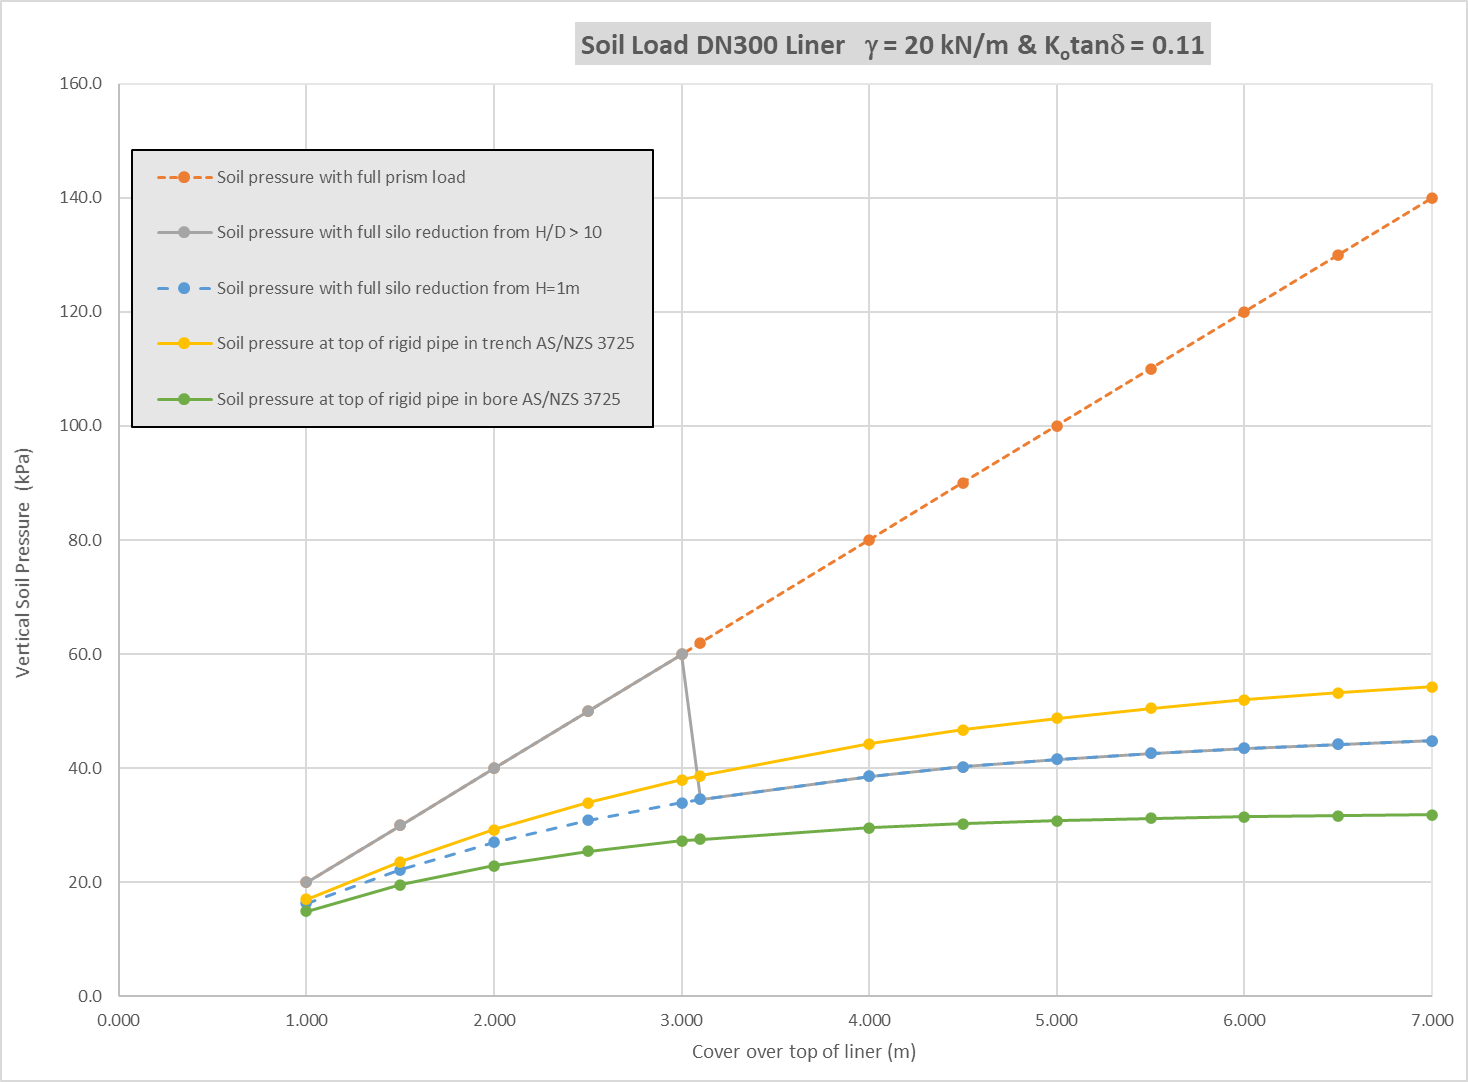 Soil Load DN300 Liner γ = 20 kN/m & Kₒtanδ = 0.11
160.0
140.0
120.0
100.0
80.0
60.0
40.0
20.0
0.0
Soil pressure with full prism load
Soil pressure with full silo reduction from H/D > 10
Soil pressure with full silo reduction from H=1m
Soil pressure at top of rigid pipe in trench AS/NZS 3725
Soil pressure at top of rigid pipe in bore AS/NZS 3725
Vertical Soil Pressure (kPa)
0.000 1.000 2.000 3.000 4.000 5.000 6.000 7.000
Cover over top of liner (m)